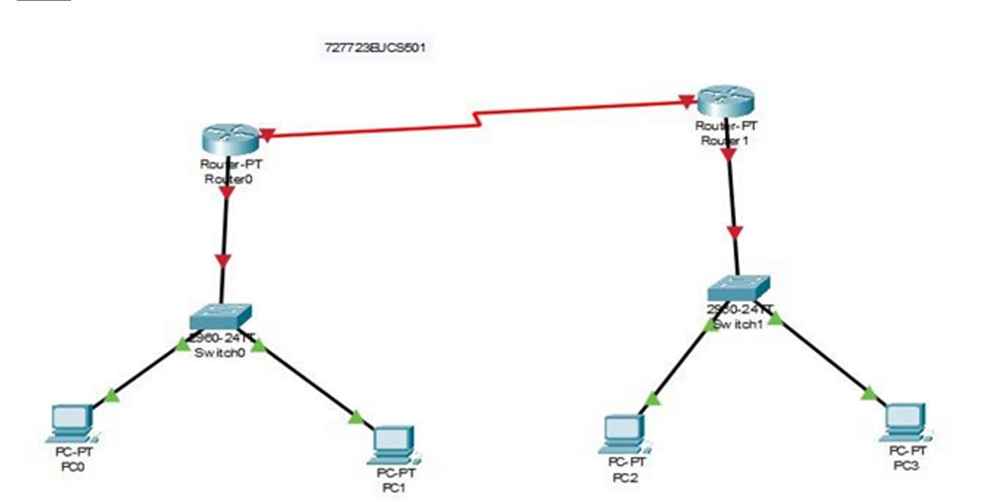 727723EUCS501
Router-PT
Router1
Router-PT
Router0
2960-24TT
Switch1
2960-24TT
Switch0
PC-PT
PC0
PC-PT
PC1
PC-PT
PC2
PC-PT
PC3